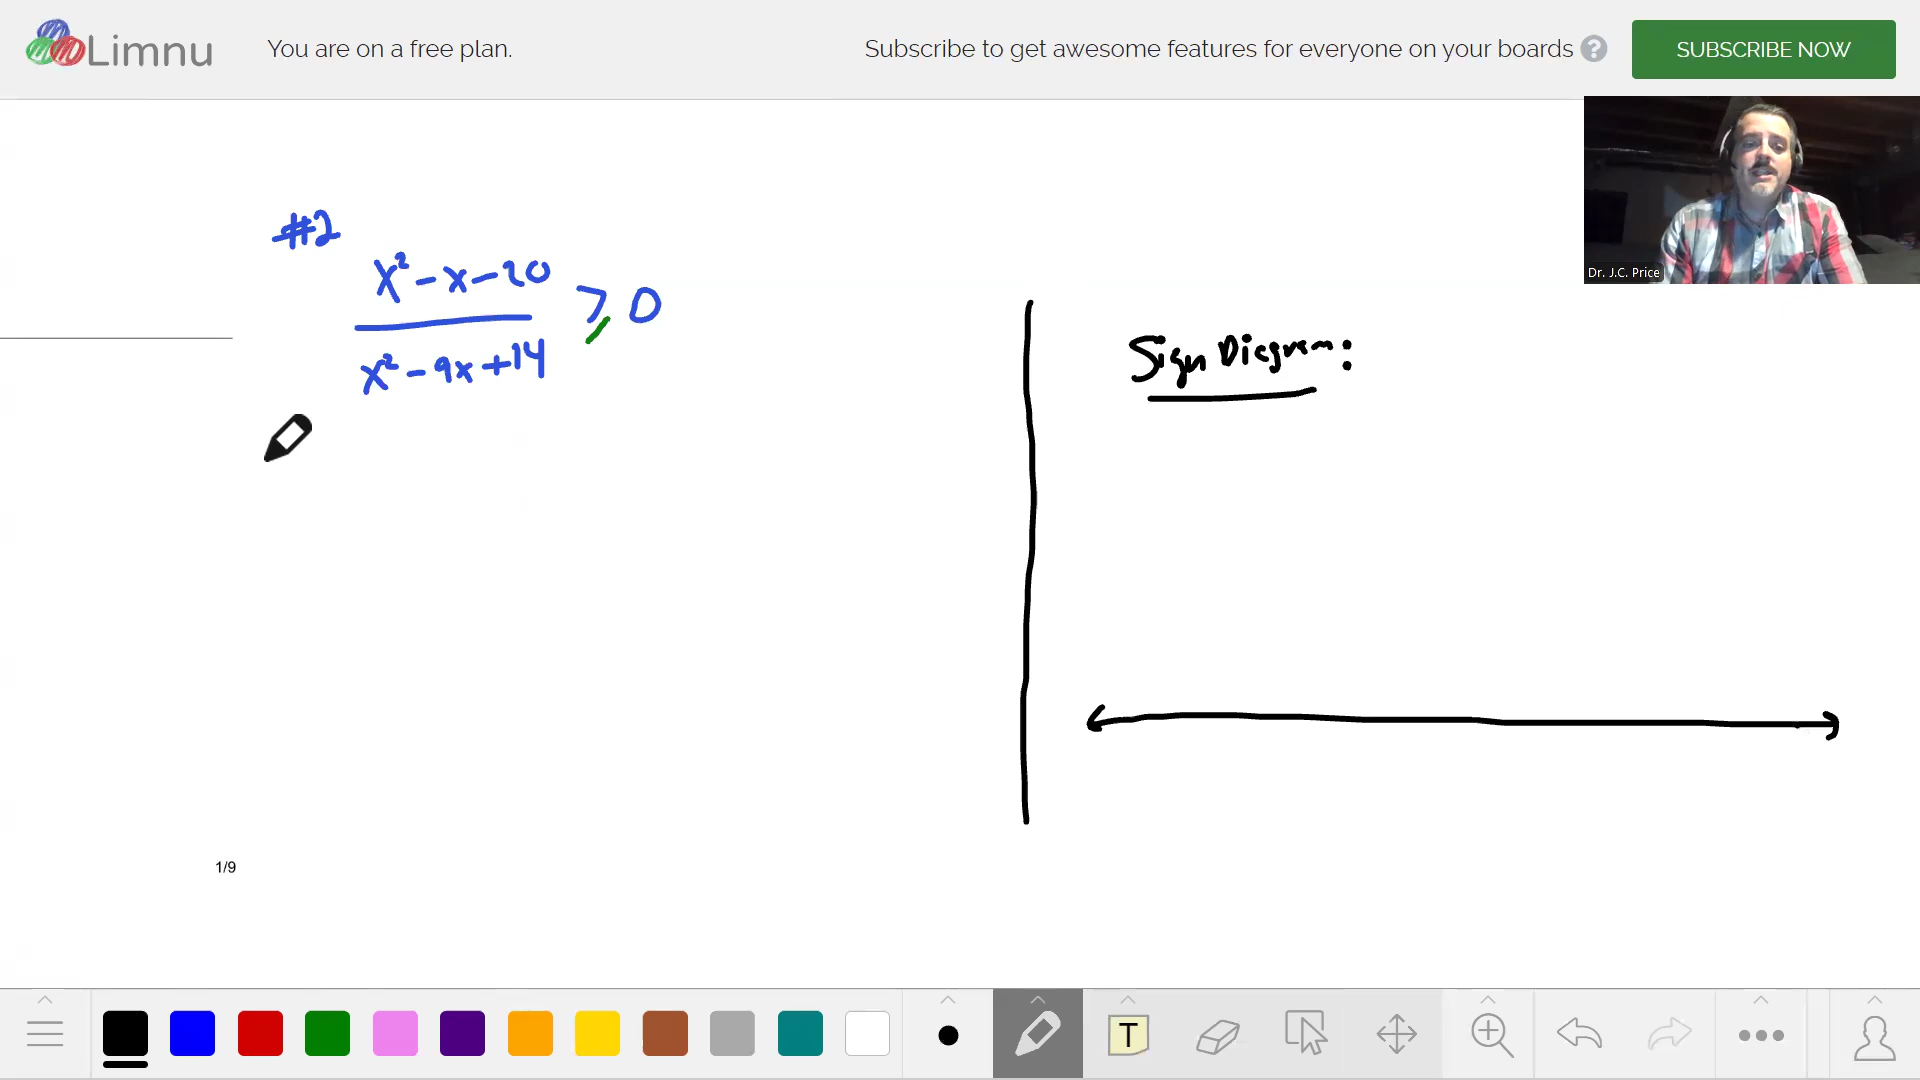 Limnu You are on a free plan. Subscribe to get awesome features for everyone on your boards ? SUBSCRIBE NOW
Dr. J.C. Price
#2
x² - x - 20
≥ 0
x² - 9x + 14
Sign Diagram:
1/9
T